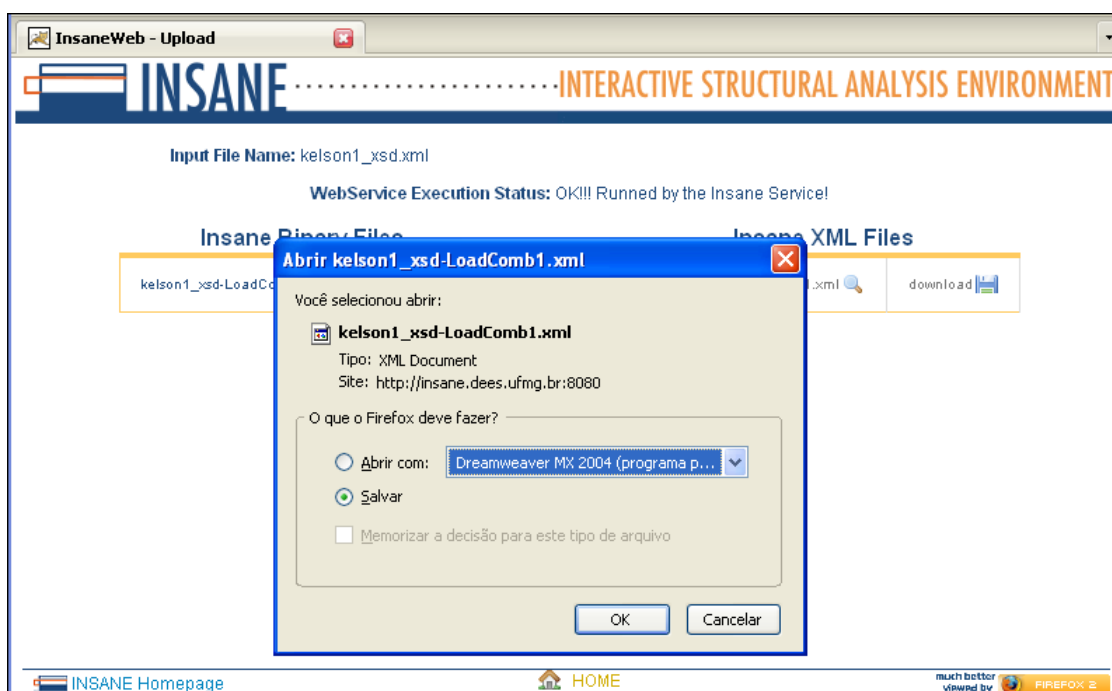 InsaneWeb - Upload
INSANE INTERACTIVE STRUCTURAL ANALYSIS ENVIRONMENT
Input File Name: kelson1_xsd.xml
WebService Execution Status: OK!!! Runned by the Insane Service!
Insane Binary Files Insane XML Files
kelson1_xsd-LoadCo .xml download
Abrir kelson1_xsd-LoadComb1.xml
Você selecionou abrir:
kelson1_xsd-LoadComb1.xml
Tipo: XML Document
Site: http://insane.dees.ufmg.br:8080
O que o Firefox deve fazer?
Abrir com: Dreamweaver MX 2004 (programa p...
Salvar
Memorizar a decisão para este tipo de arquivo
OK Cancelar
INSANE Homepage HOME much better
viewed by FIREFOX 2